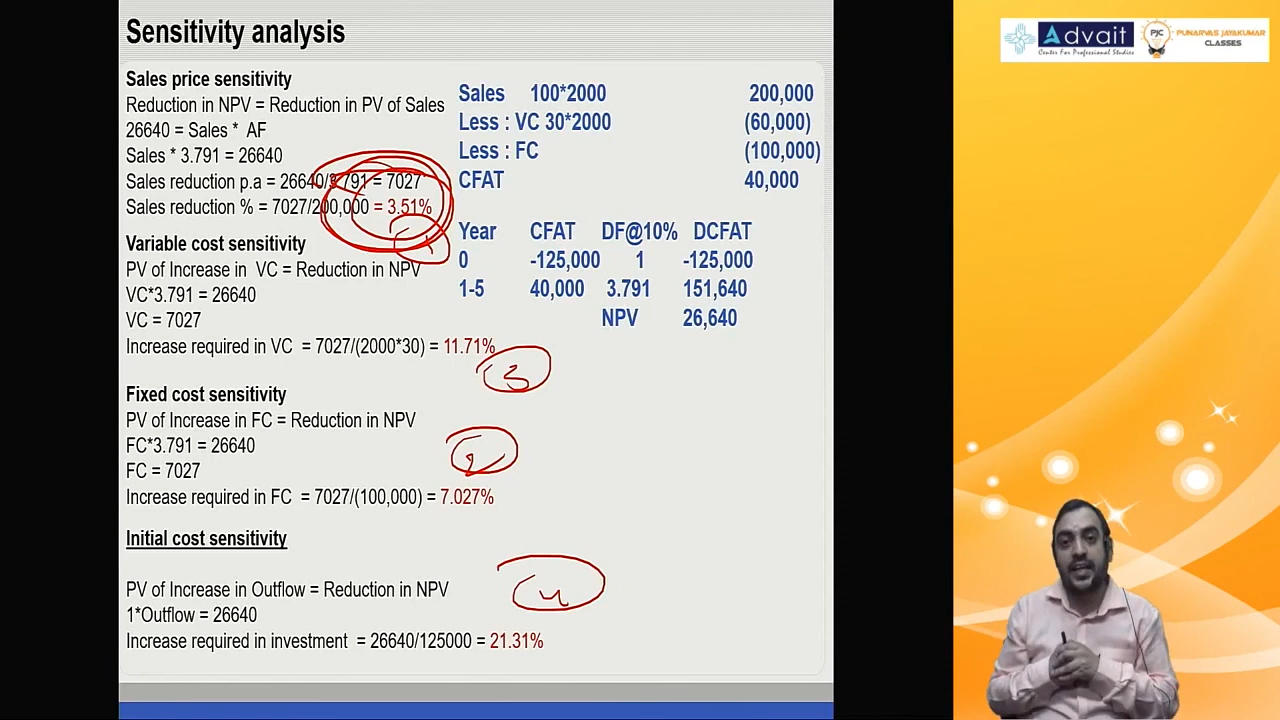 Sensitivity analysis
Sales price sensitivity
Reduction in NPV = Reduction in PV of Sales
26640 = Sales * AF
Sales * 3.791 = 26640
Sales reduction p.a = 26640/3.791 = 7027
Sales reduction % = 7027/200,000 = 3.51%
1
Variable cost sensitivity
PV of Increase in VC = Reduction in NPV
VC*3.791 = 26640
VC = 7027
Increase required in VC = 7027/(2000*30) = 11.71%
3
Fixed cost sensitivity
PV of Increase in FC = Reduction in NPV
FC*3.791 = 26640
FC = 7027
2
Increase required in FC = 7027/(100,000) = 7.027%
Initial cost sensitivity
PV of Increase in Outflow = Reduction in NPV
4
1*Outflow = 26640
Increase required in investment = 26640/125000 = 21.31%
Sales 100*2000 200,000
Less : VC 30*2000 (60,000)
Less : FC (100,000)
CFAT 40,000
Year CFAT DF@10% DCFAT
0 -125,000 1 -125,000
1-5 40,000 3.791 151,640
NPV 26,640
Advait
Center For Professional Studies
PJC
PUNARVAS JAYAKUMAR
CLASSES